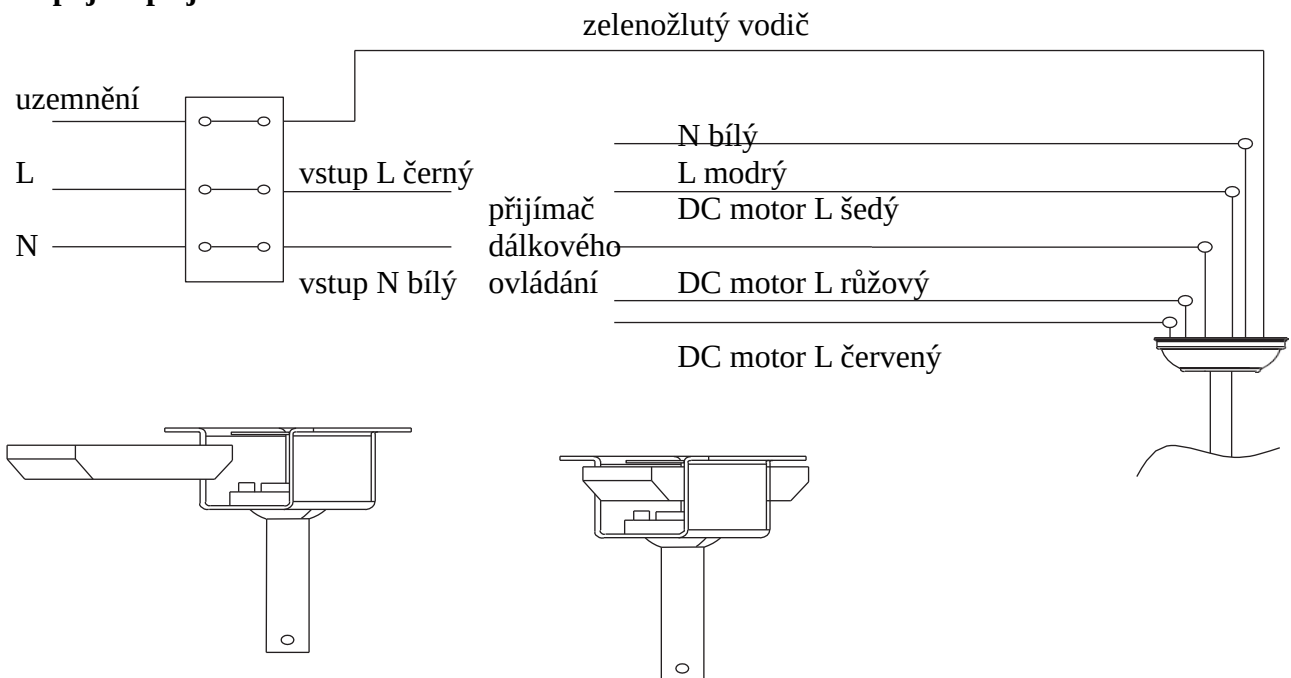 zelenožlutý vodič
uzemnění
L
N
vstup L černý
vstup N bílý
přijímač
dálkového
ovládání
N bílý
L modrý
DC motor L šedý
DC motor L růžový
DC motor L červený